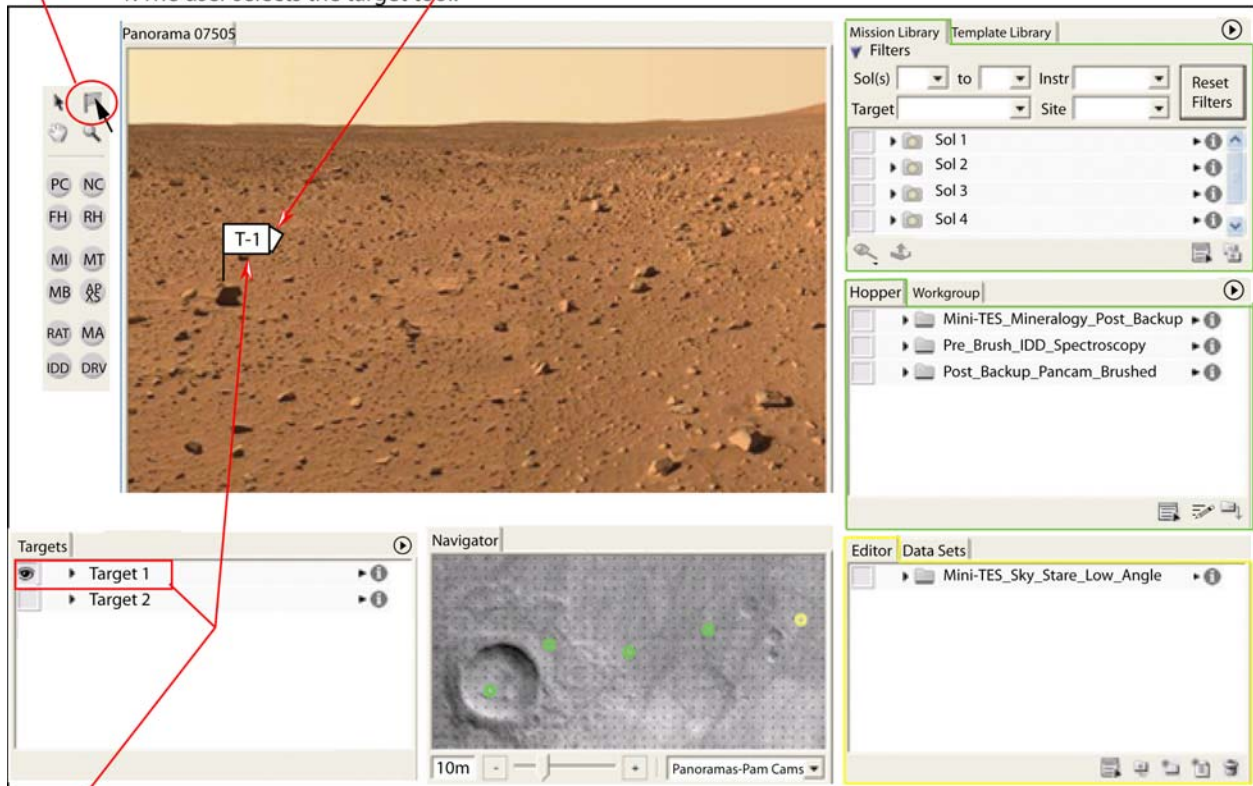 Panorama 07505
PC NC
FH RH
MI MT
MB AP
XS
RAT MA
IDD DRV
T-1
Mission Library Template Library
Filters
Sol(s) to Instr
Reset
Filters
Target Site
Sol 1
Sol 2
Sol 3
Sol 4
Hopper Workgroup
Mini-TES_Mineralogy_Post_Backup
Pre_Brush_IDD_Spectroscopy
Post_Backup_Pancam_Brushed
Targets
Target 1
Target 2
Navigator
10m - + Panoramas-Pam Cams
Editor Data Sets
Mini-TES_Sky_Stare_Low_Angle